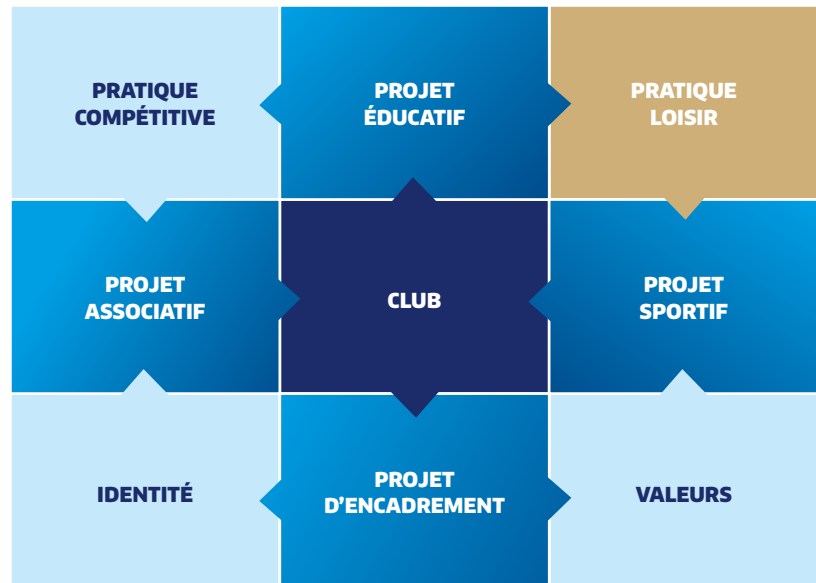 PRATIQUE
COMPÉTITIVE
PROJET
ÉDUCATIF
PRATIQUE
LOISIR
PROJET
ASSOCIATIF
CLUB
PROJET
SPORTIF
IDENTITÉ
PROJET
D'ENCADREMENT
VALEURS